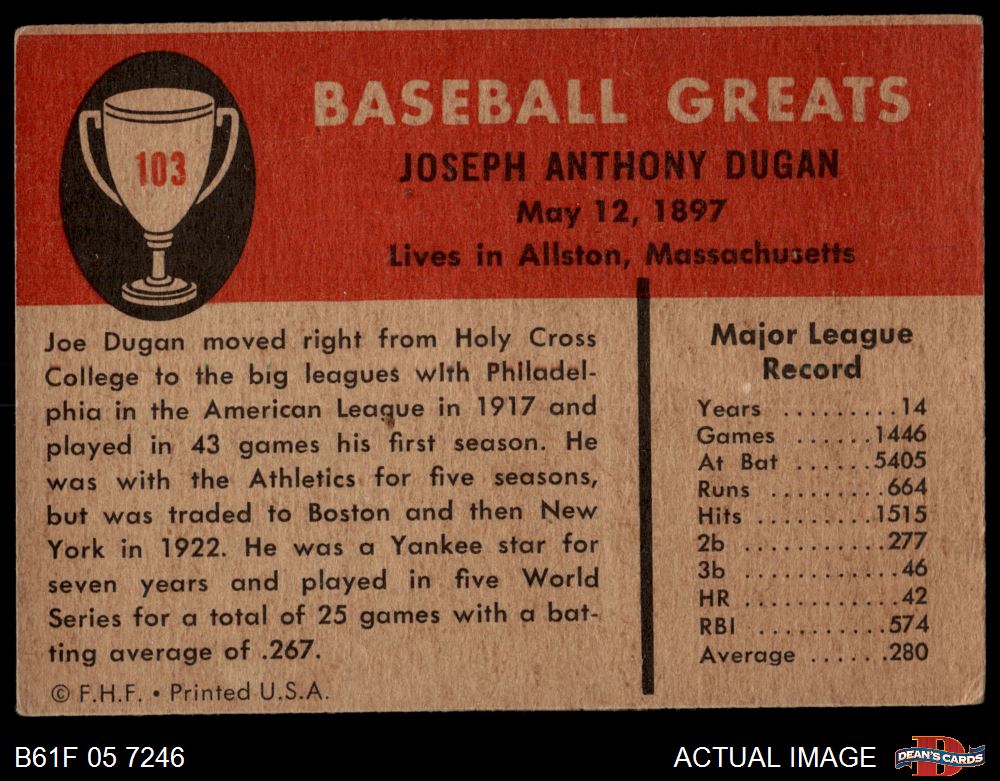 103
BASEBALL GREATS
JOSEPH ANTHONY DUGAN
May 12, 1897
Lives in Allston, Massachusetts
Joe Dugan moved right from Holy Cross
College to the big leagues with Philadel-
phia in the American League in 1917 and
played in 43 games his first season. He
was with the Athletics for five seasons,
but was traded to Boston and then New
York in 1922. He was a Yankee star for
seven years and played in five World
Series for a total of 25 games with a bat-
ting average of .267.
© F.H.F. • Printed U.S.A.
Major League
Record
Years .........14
Games ......1446
At Bat ......5405
Runs .........664
Hits .........1515
2b ...........277
3b ............46
HR ............42
RBI ..........574
Average ......280
B61F 05 7246
ACTUAL IMAGE
D
DEAN'S CARDS